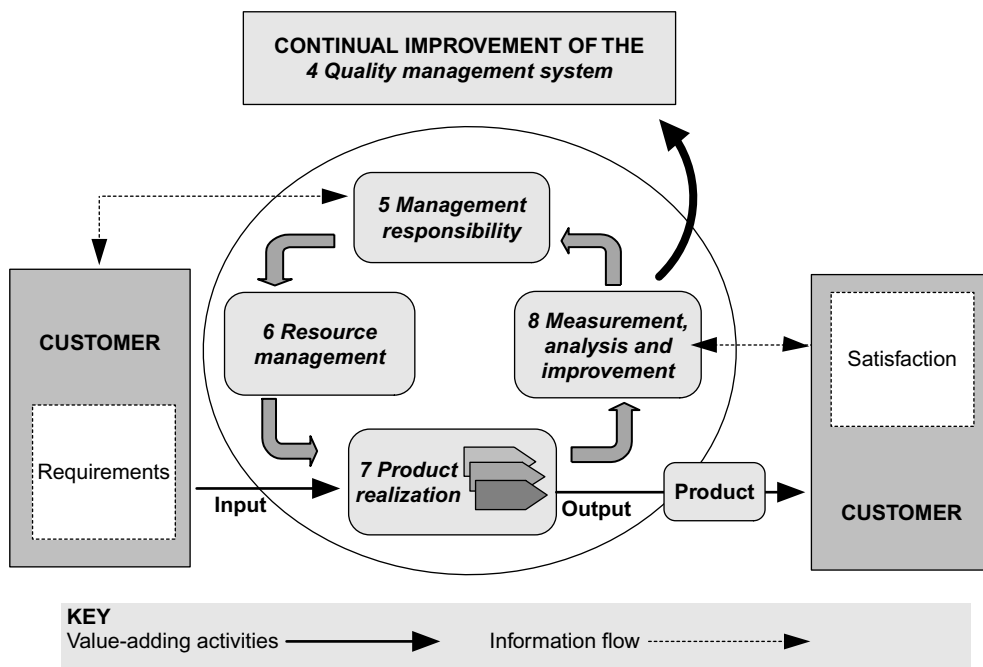 CONTINUAL IMPROVEMENT OF THE
4 Quality management system
5 Management
responsibility
CUSTOMER
Requirements
6 Resource
management
8 Measurement,
analysis and
improvement
Satisfaction
CUSTOMER
7 Product
realization
Input
Output
Product
KEY
Value-adding activities
Information flow